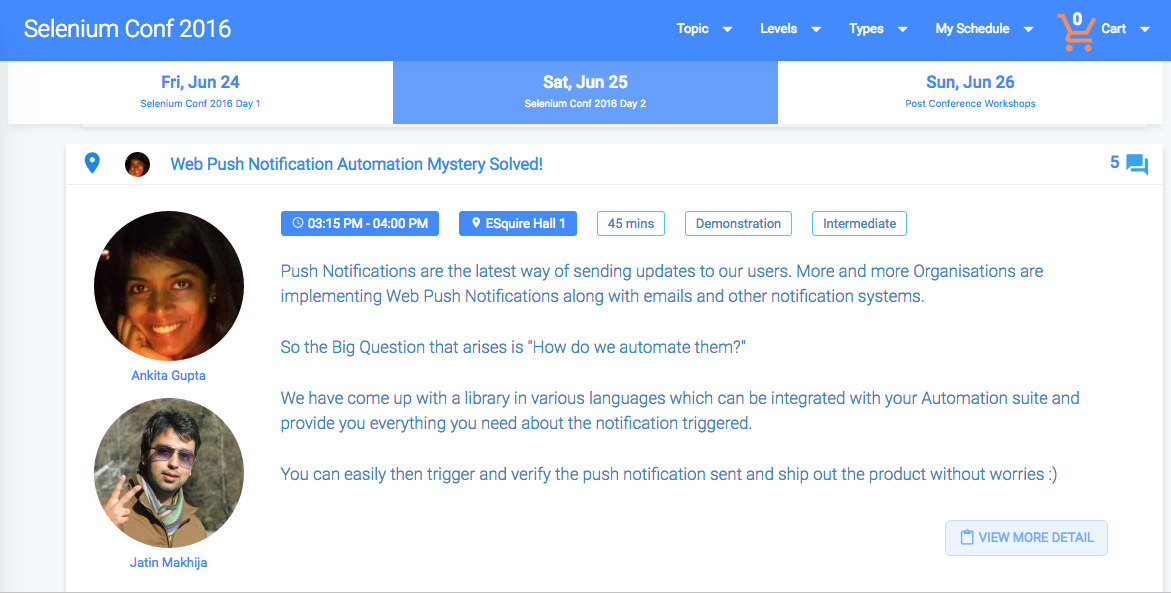 Selenium Conf 2016
Topic
Levels
Types
My Schedule
0
Cart
Fri, Jun 24
Selenium Conf 2016 Day 1
Sat, Jun 25
Selenium Conf 2016 Day 2
Sun, Jun 26
Post Conference Workshops
Web Push Notification Automation Mystery Solved!
5
03:15 PM - 04:00 PM
ESquire Hall 1
45 mins
Demonstration
Intermediate
Push Notifications are the latest way of sending updates to our users. More and more Organisations are
implementing Web Push Notifications along with emails and other notification systems.
So the Big Question that arises is "How do we automate them?"
We have come up with a library in various languages which can be integrated with your Automation suite and
provide you everything you need about the notification triggered.
You can easily then trigger and verify the push notification sent and ship out the product without worries :)
Ankita Gupta
Jatin Makhija
VIEW MORE DETAIL